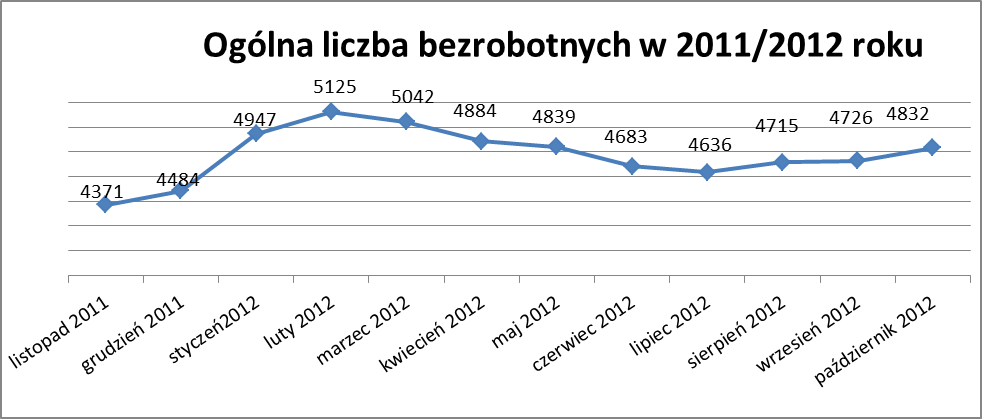 Ogólna liczba bezrobotnych w 2011/2012 roku
4371
4484
4947
5125
5042
4884
4839
4683
4636
4715
4726
4832
listopad 2011
grudzień 2011
styczeń2012
luty 2012
marzec 2012
kwiecień 2012
maj 2012
czerwiec 2012
lipiec 2012
sierpień 2012
wrzesień 2012
październik 2012